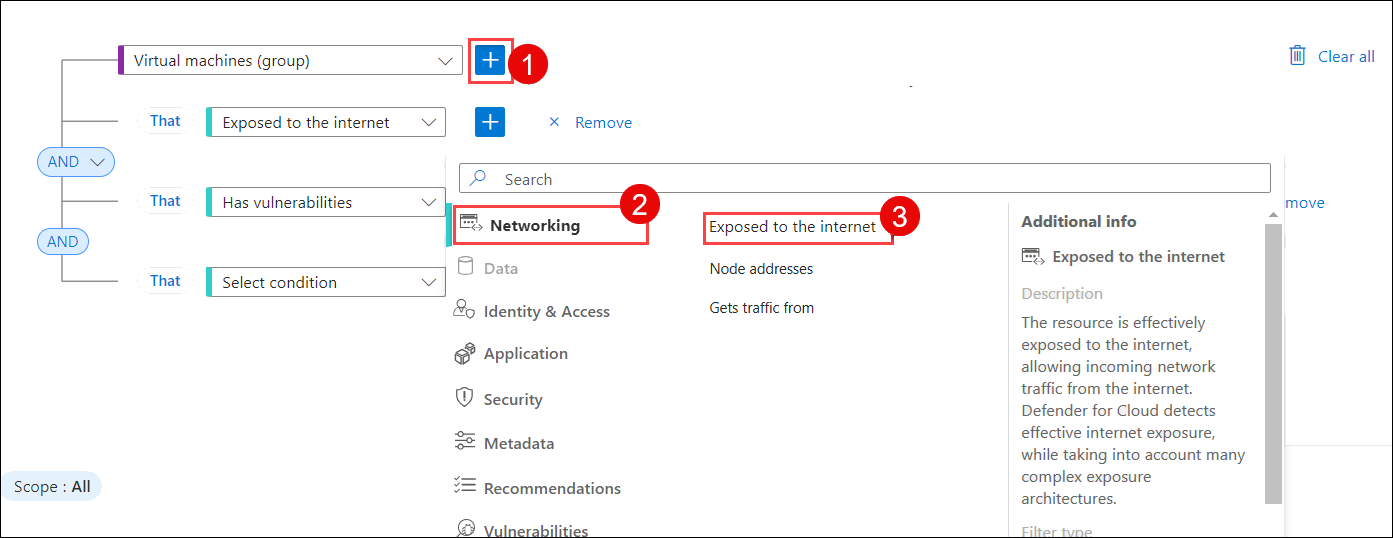 Virtual machines (group)
1
Clear all
That
Exposed to the internet
Remove
AND
Search
That
Has vulnerabilities
2
3
move
Networking
Exposed to the internet
Additional info
AND
Data
Node addresses
Exposed to the internet
That
Select condition
Identity & Access
Gets traffic from
Description
The resource is effectively
exposed to the internet,
allowing incoming network
traffic from the internet.
Defender for Cloud detects
effective internet exposure,
while taking into account many
complex exposure
architectures.
Application
Security
Metadata
Scope : All
Recommendations
Vulnerabilities
Filter type